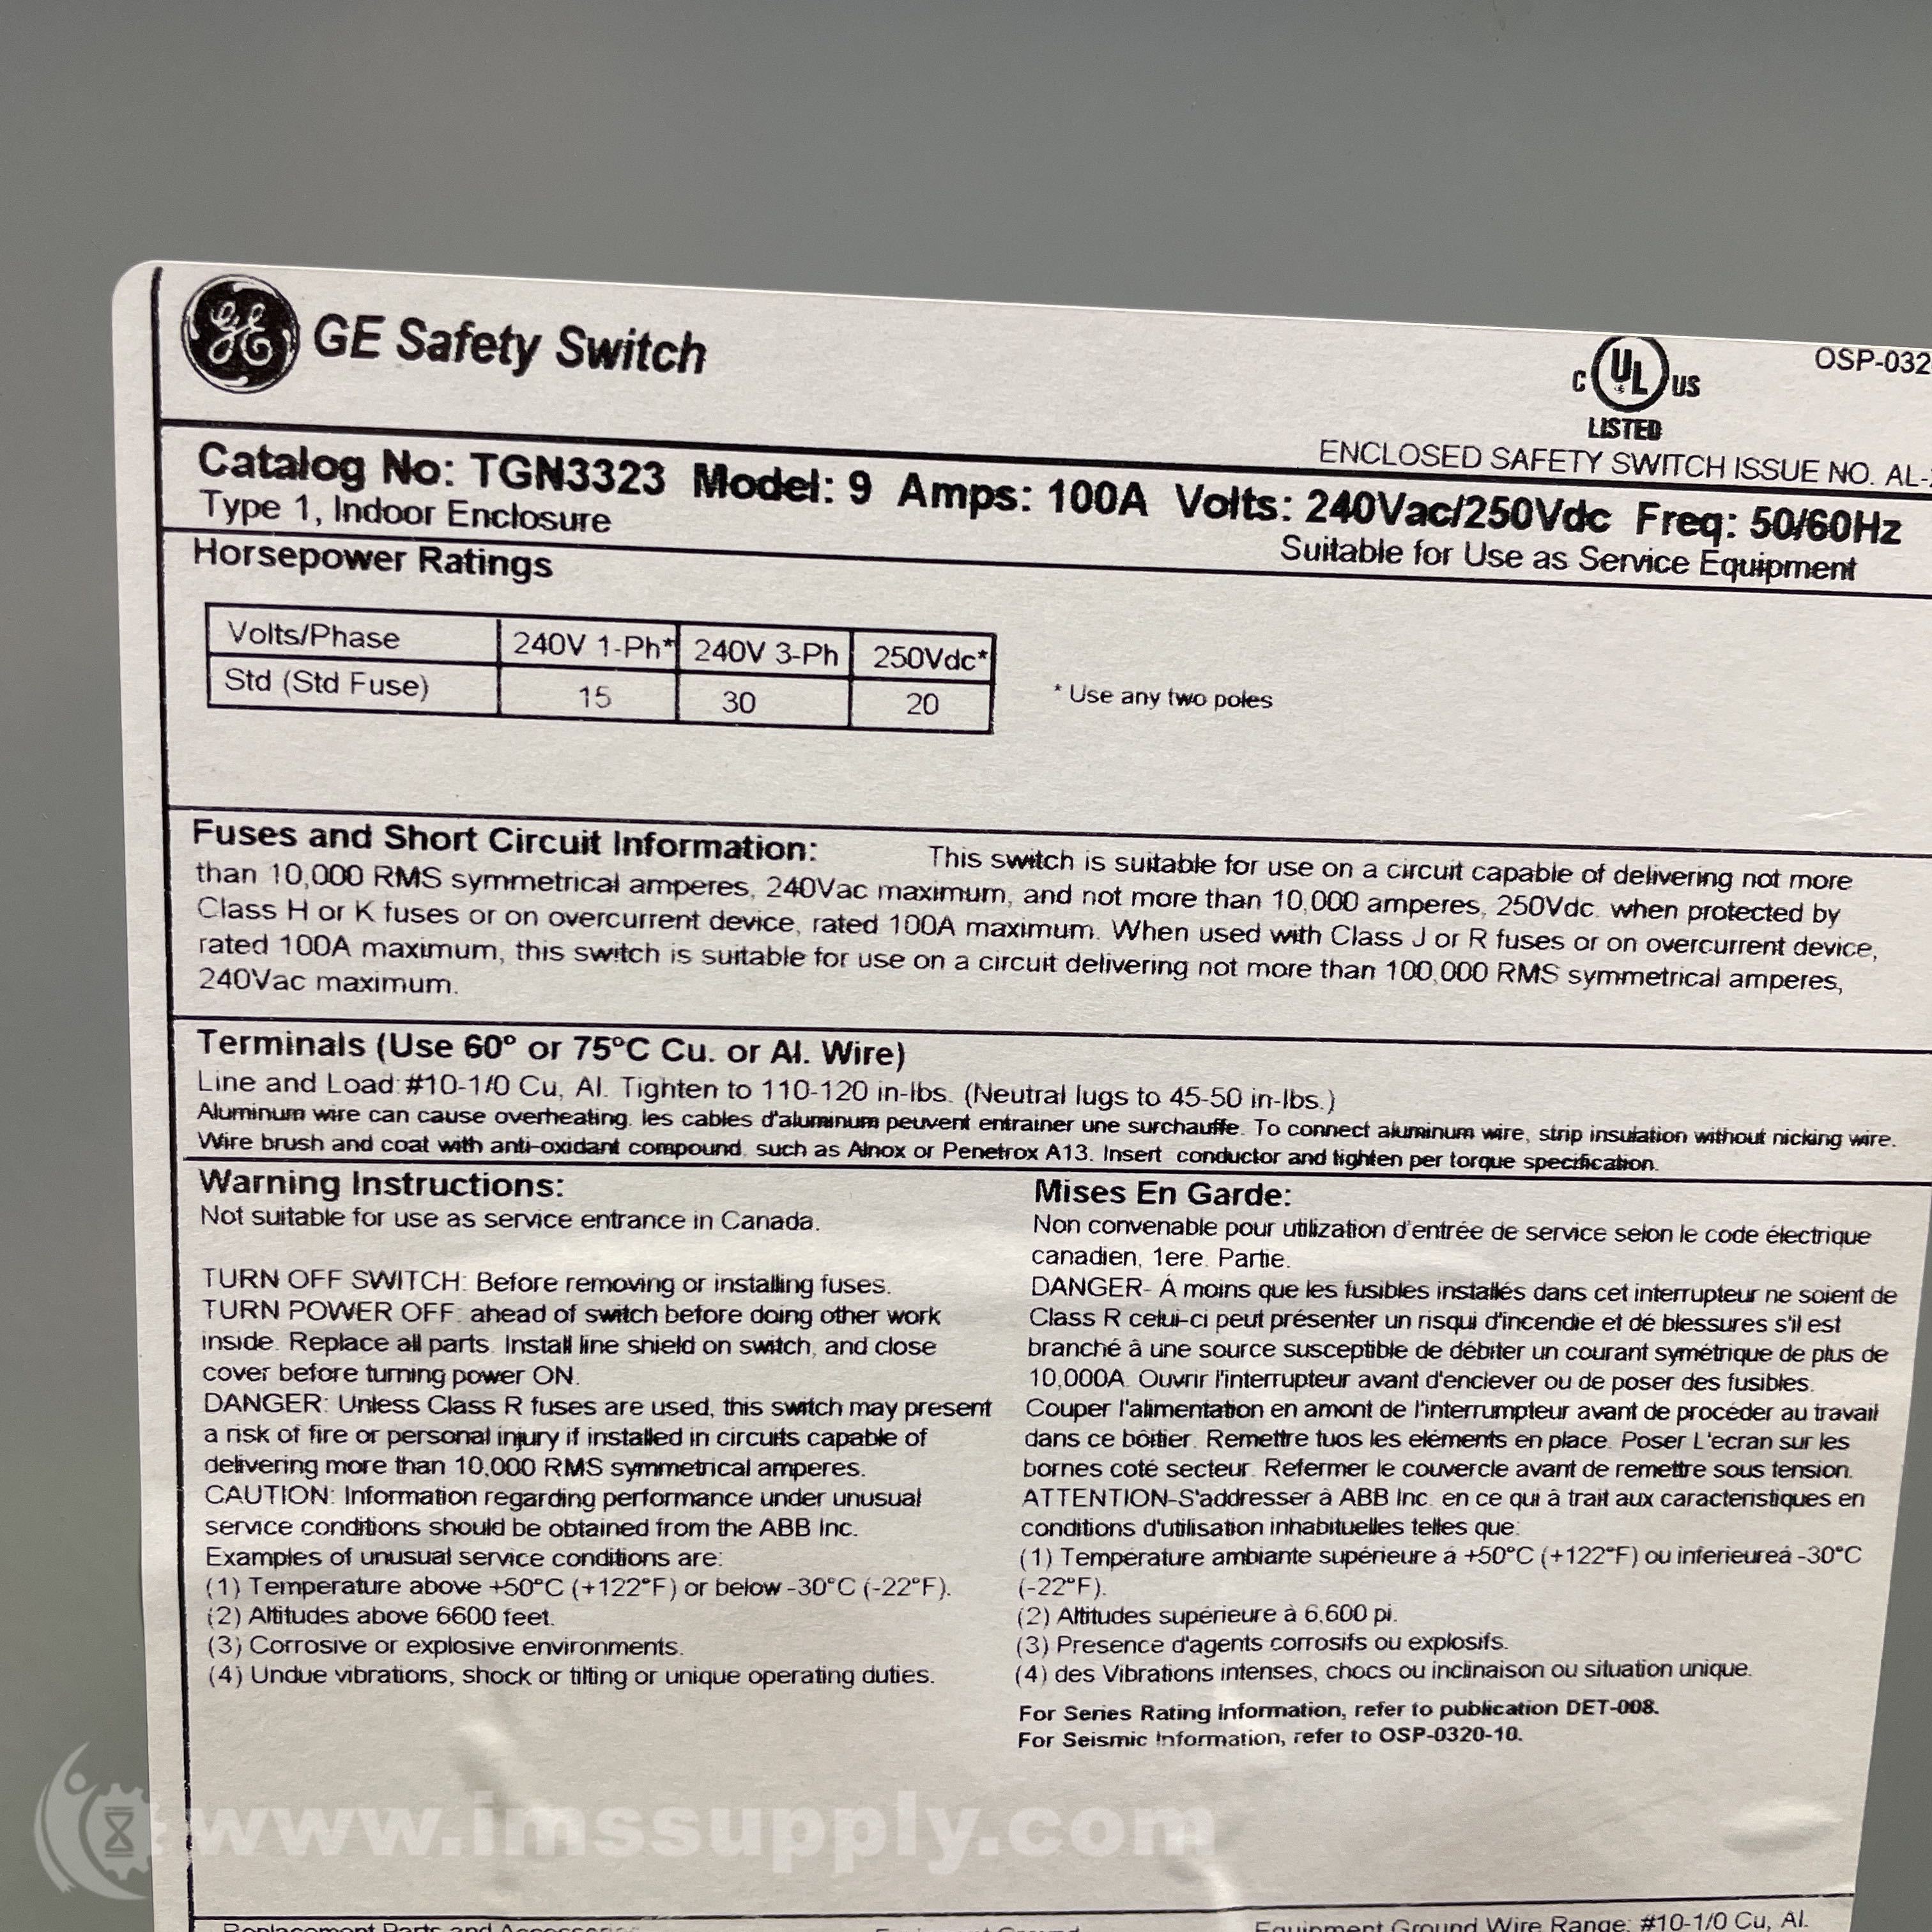 GE GE Safety Switch
C UL US
LISTED
OSP-032
ENCLOSED SAFETY SWITCH ISSUE NO. AL-
Catalog No: TGN3323 Model: 9 Amps: 100A Volts: 240Vac/250Vdc Freq: 50/60Hz
Type 1, Indoor Enclosure
Suitable for Use as Service Equipment
Horsepower Ratings
Volts/Phase 240V 1-Ph* 240V 3-Ph 250Vdc*
Std (Std Fuse) 15 30 20
* Use any two poles
Fuses and Short Circuit Information: This switch is suitable for use on a circuit capable of delivering not more
than 10,000 RMS symmetrical amperes, 240Vac maximum, and not more than 10,000 amperes, 250Vdc. when protected by
Class H or K fuses or on overcurrent device, rated 100A maximum. When used with Class J or R fuses or on overcurrent device,
rated 100A maximum, this switch is suitable for use on a circuit delivering not more than 100,000 RMS symmetrical amperes,
240Vac maximum.
Terminals (Use 60° or 75°C Cu. or Al. Wire)
Line and Load: #10-1/0 Cu, Al. Tighten to 110-120 in-lbs. (Neutral lugs to 45-50 in-lbs.)
Aluminum wire can cause overheating. les cables d'aluminum peuvent entrainer une surchauffe. To connect aluminum wire, strip insulation without nicking wire.
Wire brush and coat with anti-oxidant compound, such as Alnox or Penetrox A13. Insert conductor and tighten per torque specification.
Warning Instructions:
Not suitable for use as service entrance in Canada.
TURN OFF SWITCH: Before removing or installing fuses.
TURN POWER OFF: ahead of switch before doing other work
inside. Replace all parts. Install line shield on switch, and close
cover before turning power ON.
DANGER: Unless Class R fuses are used, this switch may present
a risk of fire or personal injury if installed in circuits capable of
delivering more than 10,000 RMS symmetrical amperes.
CAUTION: Information regarding performance under unusual
service conditions should be obtained from the ABB Inc.
Examples of unusual service conditions are:
(1) Temperature above +50°C (+122°F) or below -30°C (-22°F).
(2) Altitudes above 6600 feet.
(3) Corrosive or explosive environments.
(4) Undue vibrations, shock or tilting or unique operating duties.
Mises En Garde:
Non convenable pour utilization d'entrée de service selon le code électrique
canadien, 1ere. Partie.
DANGER- Á moins que les fusibles installés dans cet interrupteur ne soient de
Class R celui-ci peut présenter un risqui d'incendie et dé blessures s'il est
branché â une source susceptible de débiter un courant symétrique de plus de
10,000A. Ouvrir l'interrupteur avant d'enclever ou de poser des fusibles.
Couper l'alimentation en amont de l'interrumpteur avant de procéder au travail
dans ce bôitier. Remettre tuos les eléments en place. Poser L'ecran sur les
bornes coté secteur. Refermer le couvercle avant de remettre sous tension.
ATTENTION-S'addresser â ABB Inc. en ce qui â trait aux caracteristiques en
conditions d'utilisation inhabituelles telles que:
(1) Température ambiante supérieure á +50°C (+122°F) ou inferieureá -30°C
(-22°F).
(2) Altitudes supérieure à 6,600 pi.
(3) Presence d'agents corrosifs ou explosifs.
(4) des Vibrations intenses, chocs ou inclinaison ou situation unique.
For Series Rating Information, refer to publication DET-008.
For Seismic Information, refer to OSP-0320-10.
www.imssupply.com
Replacement Parts and
Equipment Ground Wire Range: #10-1/0 Cu, Al.